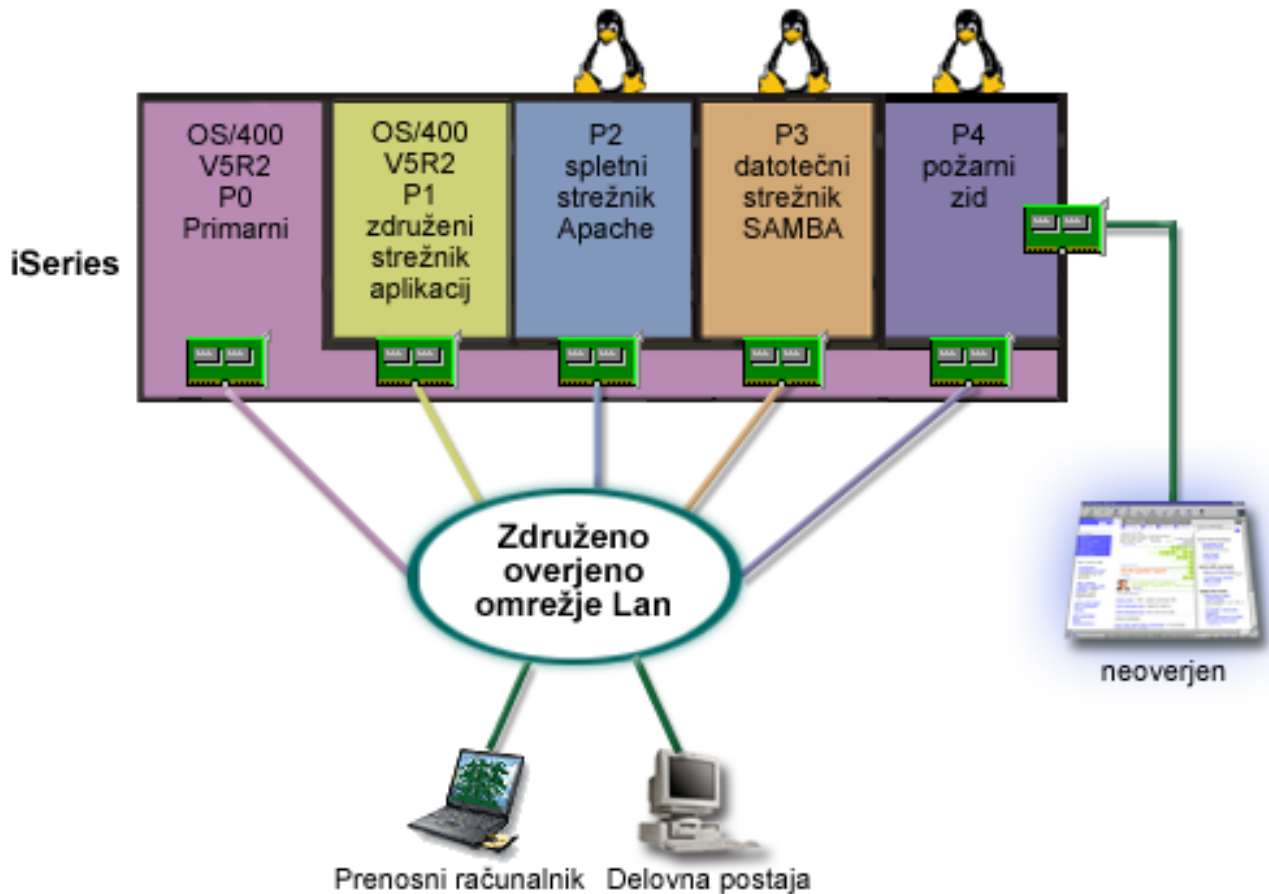 OS/400
V5R2
P0
Primarni
OS/400
V5R2
P1
združeni
strežnik
aplikacij
P2
spletni
strežnik
Apache
P3
datotečni
strežnik
SAMBA
P4
požarni
zid
iSeries
Združeno
overjeno
omrežje Lan
neoverjen
Prenosni računalnik
Delovna postaja